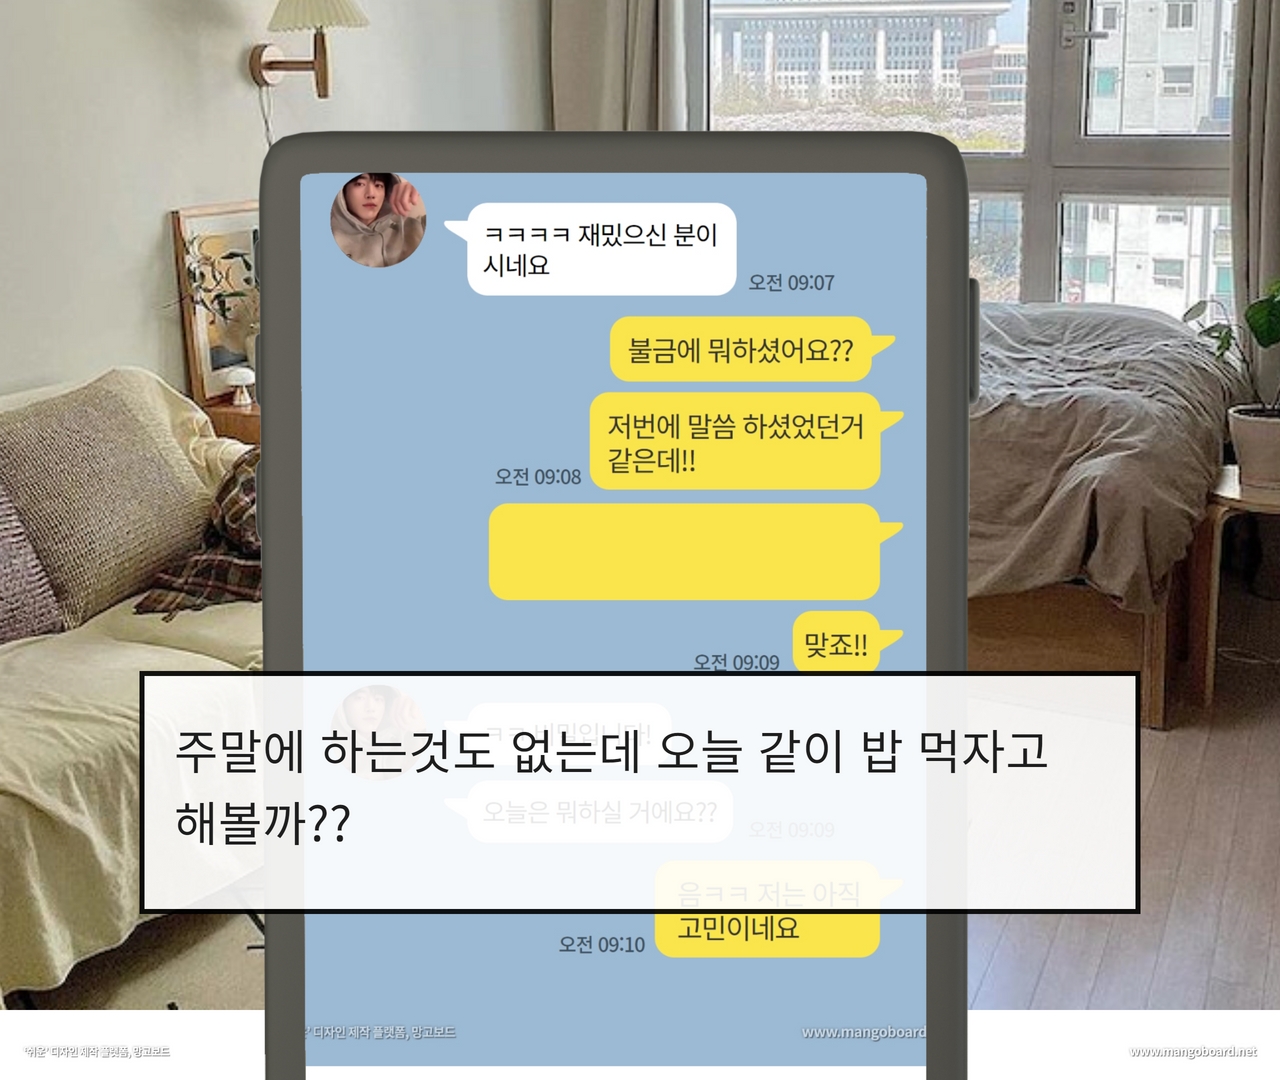 ㅋㅋㅋㅋ 재밌으신 분이
시네요
오전 09:07
불금에 뭐하셨어요??
저번에 말씀 하셨었던거
같은데!!
오전 09:08
맞죠!!
오전 09:09
ㅋㅋ 비밀입니다!
주말에 하는것도 없는데 오늘 같이 밥 먹자고
해볼까??
오늘은 뭐하실 거에요??
오전 09:09
음ㅋㅋ 저는 아직
고민이네요
오전 09:10
' 디자인 제작 플랫폼, 망고보드
www.mangoboard
'쉬운' 디자인 제작 플랫폼, 망고보드
www.mangoboard.net